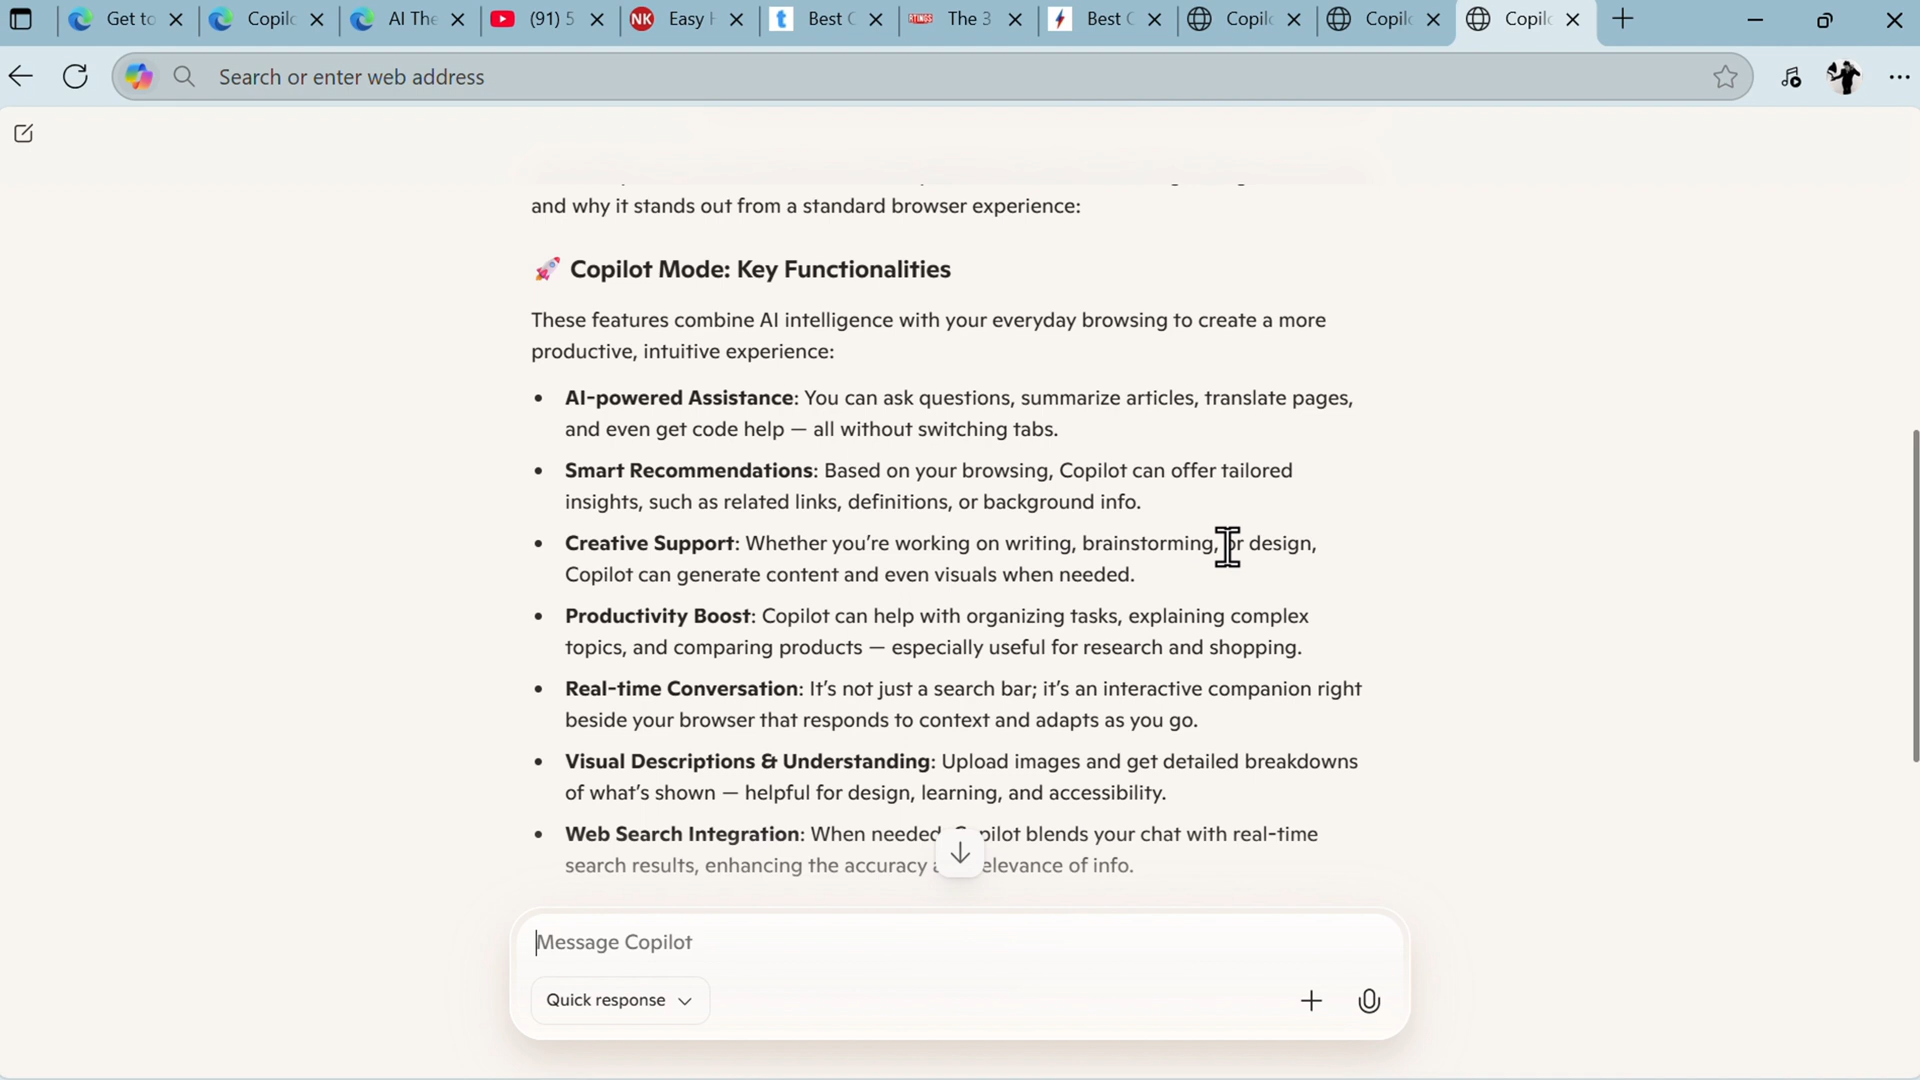 Get to
Copilo
AI The
(91) 5
NK
Easy H
t
Best C
RTINGS
The 3
Best C
Copilo
Copilo
Copilo
Search or enter web address
and why it stands out from a standard browser experience:
🚀 Copilot Mode: Key Functionalities
These features combine AI intelligence with your everyday browsing to create a more
productive, intuitive experience:
• AI-powered Assistance: You can ask questions, summarize articles, translate pages,
and even get code help — all without switching tabs.
• Smart Recommendations: Based on your browsing, Copilot can offer tailored
insights, such as related links, definitions, or background info.
• Creative Support: Whether you’re working on writing, brainstorming, or design,
Copilot can generate content and even visuals when needed.
• Productivity Boost: Copilot can help with organizing tasks, explaining complex
topics, and comparing products — especially useful for research and shopping.
• Real-time Conversation: It’s not just a search bar; it’s an interactive companion right
beside your browser that responds to context and adapts as you go.
• Visual Descriptions & Understanding: Upload images and get detailed breakdowns
of what’s shown — helpful for design, learning, and accessibility.
• Web Search Integration: When needed, Copilot blends your chat with real-time
search results, enhancing the accuracy relevance of info.
Message Copilot
Quick response